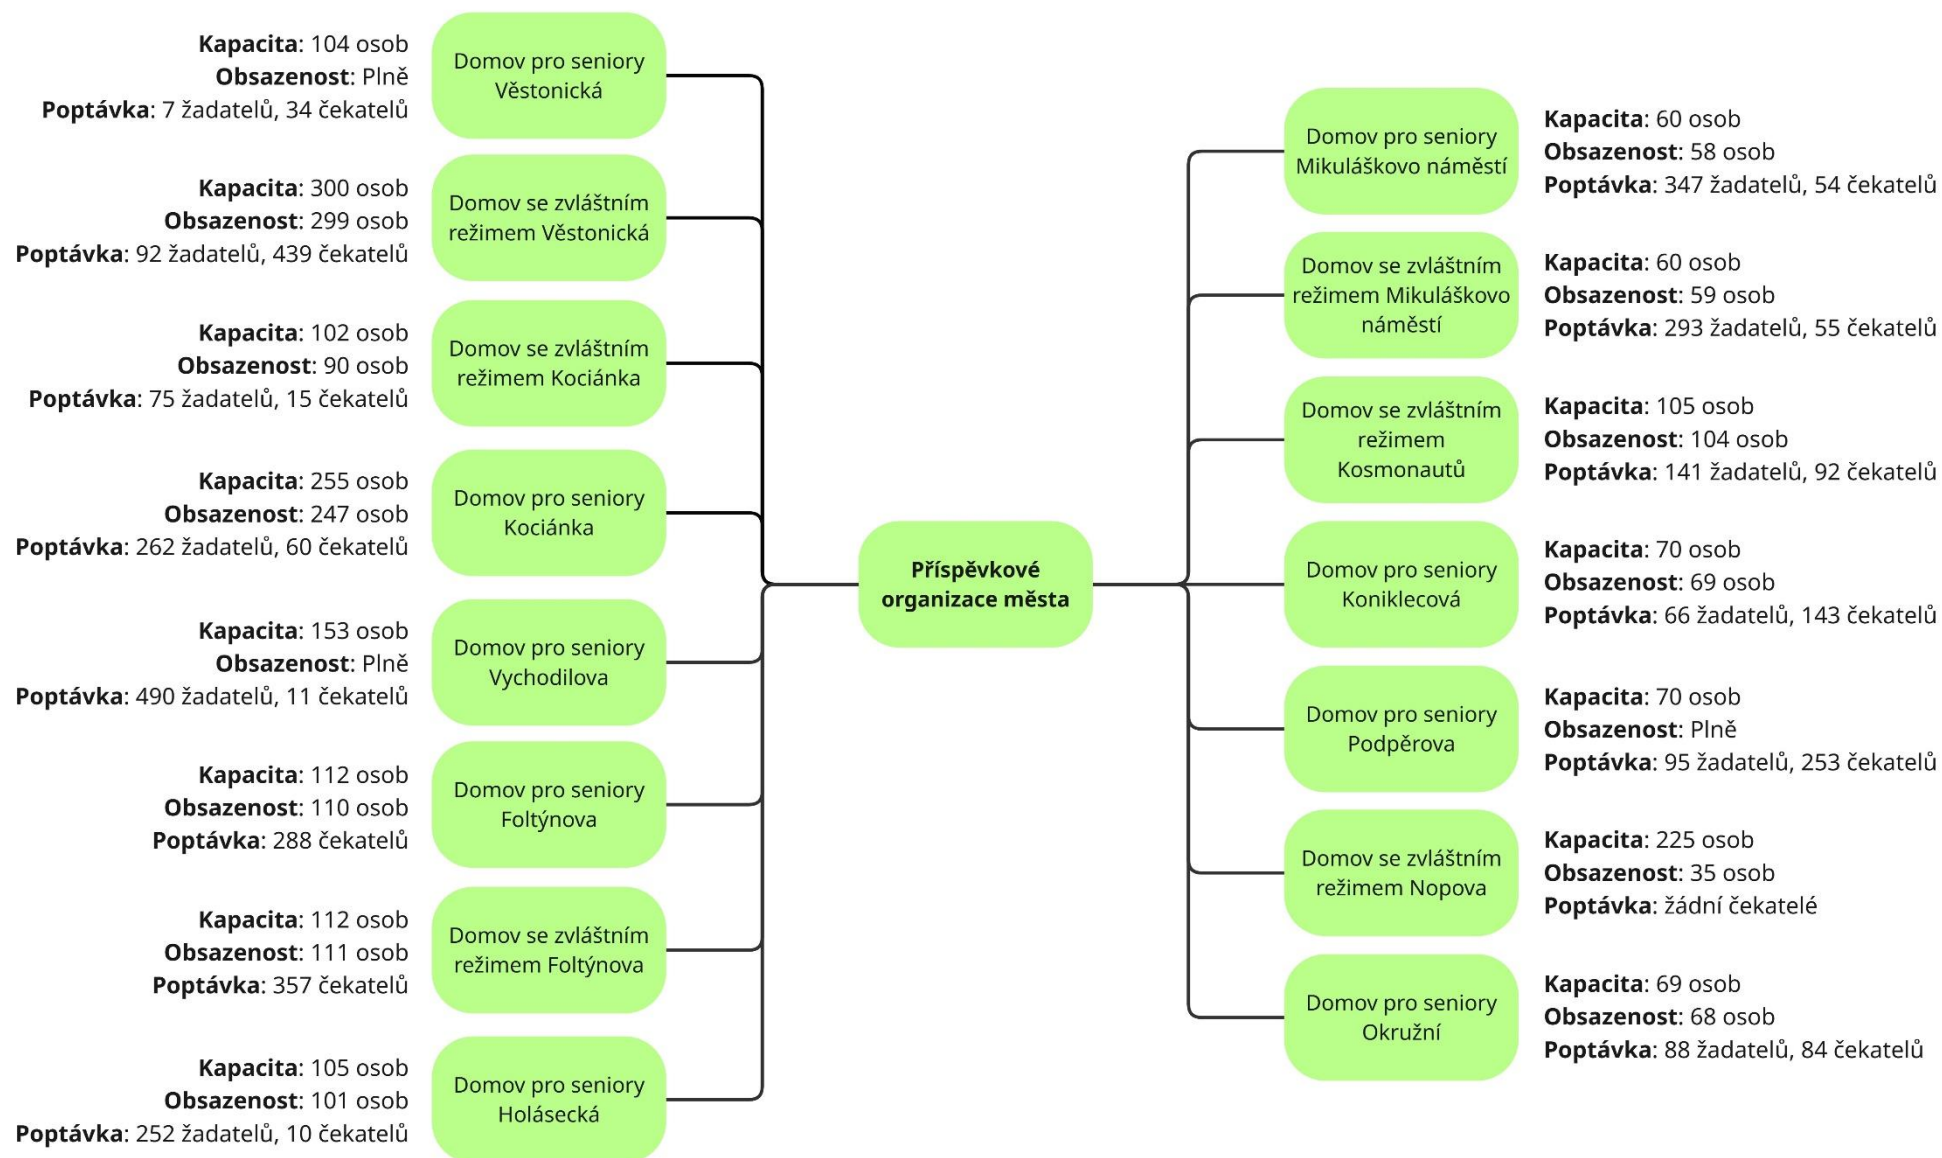 Kapacita: 104 osob
Obsazenost: Plně
Poptávka: 7 žadatelů, 34 čekatelů
Domov pro seniory
Věstonická
Kapacita: 300 osob
Obsazenost: 299 osob
Poptávka: 92 žadatelů, 439 čekatelů
Domov se zvláštním
režimem Věstonická
Kapacita: 102 osob
Obsazenost: 90 osob
Poptávka: 75 žadatelů, 15 čekatelů
Domov se zvláštním
režimem Kociánka
Kapacita: 255 osob
Obsazenost: 247 osob
Poptávka: 262 žadatelů, 60 čekatelů
Domov pro seniory
Kociánka
Kapacita: 153 osob
Obsazenost: Plně
Poptávka: 490 žadatelů, 11 čekatelů
Domov pro seniory
Vychodilova
Kapacita: 112 osob
Obsazenost: 110 osob
Poptávka: 288 čekatelů
Domov pro seniory
Foltýnova
Kapacita: 112 osob
Obsazenost: 111 osob
Poptávka: 357 čekatelů
Domov se zvláštním
režimem Foltýnova
Kapacita: 105 osob
Obsazenost: 101 osob
Poptávka: 252 žadatelů, 10 čekatelů
Domov pro seniory
Holásecká
Příspěvkové
organizace města
Domov pro seniory
Mikuláškovo náměstí
Kapacita: 60 osob
Obsazenost: 58 osob
Poptávka: 347 žadatelů, 54 čekatelů
Domov se zvláštním
režimem Mikuláškovo
náměstí
Kapacita: 60 osob
Obsazenost: 59 osob
Poptávka: 293 žadatelů, 55 čekatelů
Domov se zvláštním
režimem
Kosmonautů
Kapacita: 105 osob
Obsazenost: 104 osob
Poptávka: 141 žadatelů, 92 čekatelů
Domov pro seniory
Koniklecová
Kapacita: 70 osob
Obsazenost: 69 osob
Poptávka: 66 žadatelů, 143 čekatelů
Domov pro seniory
Podpěrova
Kapacita: 70 osob
Obsazenost: Plně
Poptávka: 95 žadatelů, 253 čekatelů
Domov se zvláštním
režimem Nopova
Kapacita: 225 osob
Obsazenost: 35 osob
Poptávka: žádní čekatelé
Domov pro seniory
Okružní
Kapacita: 69 osob
Obsazenost: 68 osob
Poptávka: 88 žadatelů, 84 čekatelů